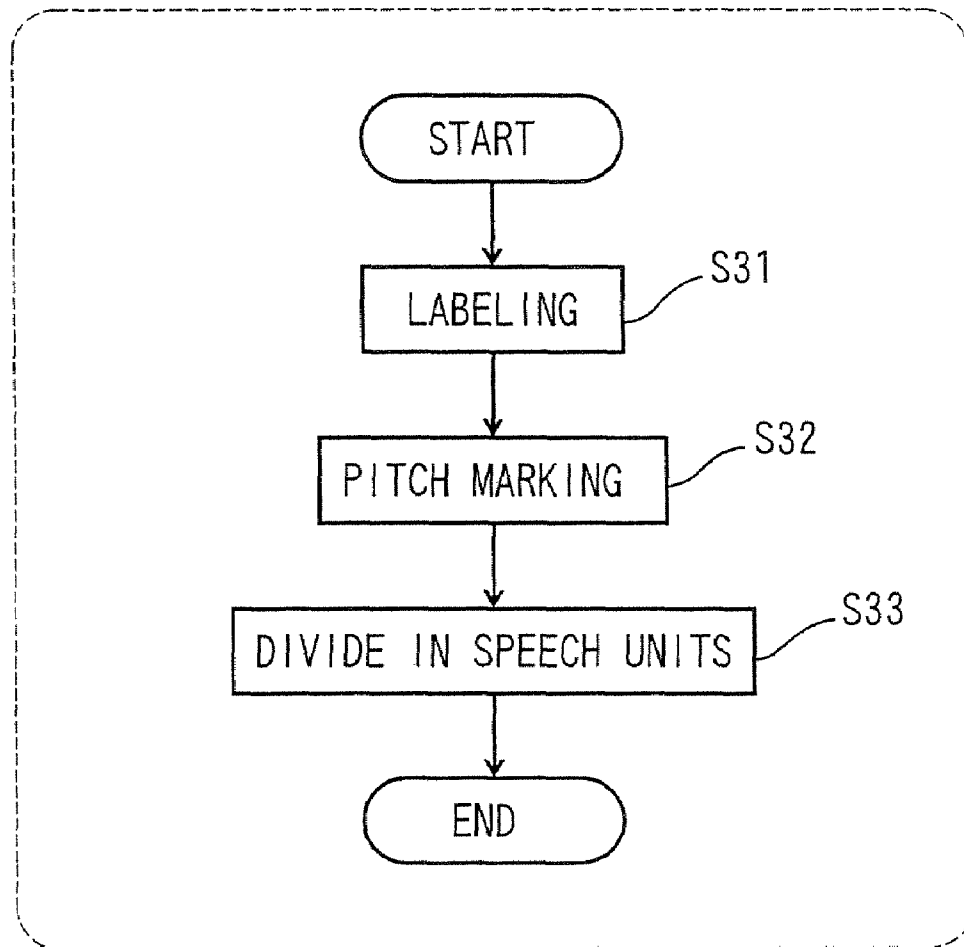 START
S31
LABELING
S32
PITCH MARKING
S33
DIVIDE IN SPEECH UNITS
END